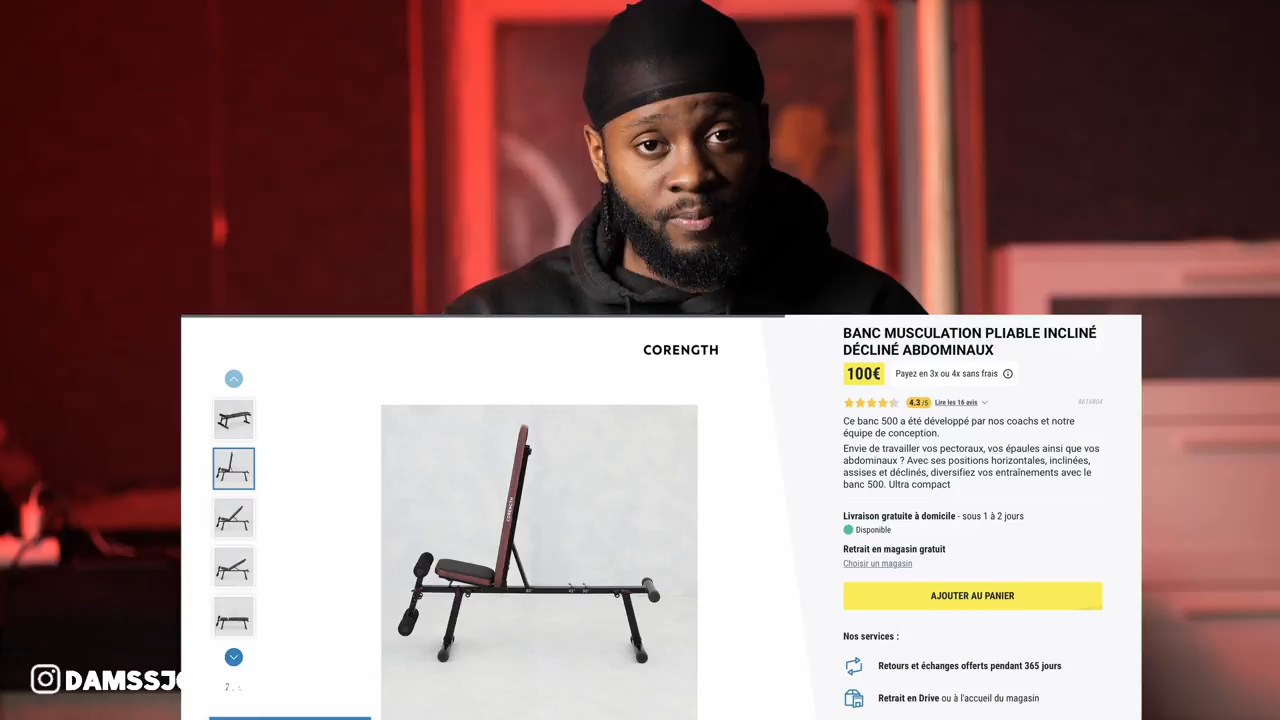 CORENGTH
BANC MUSCULATION PLIABLE INCLINÉ
DÉCLINÉ ABDOMINAUX
100€ Payez en 3x ou 4x sans frais
4.3/5 Lire les 16 avis
8616804
Ce banc 500 a été développé par nos coachs et notre
équipe de conception.
Envie de travailler vos pectoraux, vos épaules ainsi que vos
abdominaux ? Avec ses positions horizontales, inclinées,
assises et déclinés, diversifiez vos entraînements avec le
banc 500. Ultra compact
Livraison gratuite à domicile - sous 1 à 2 jours
Disponible
Retrait en magasin gratuit
Choisir un magasin
AJOUTER AU PANIER
Nos services :
Retours et échanges offerts pendant 365 jours
Retrait en Drive ou à l'accueil du magasin
CORENGTH
DAMSSJO